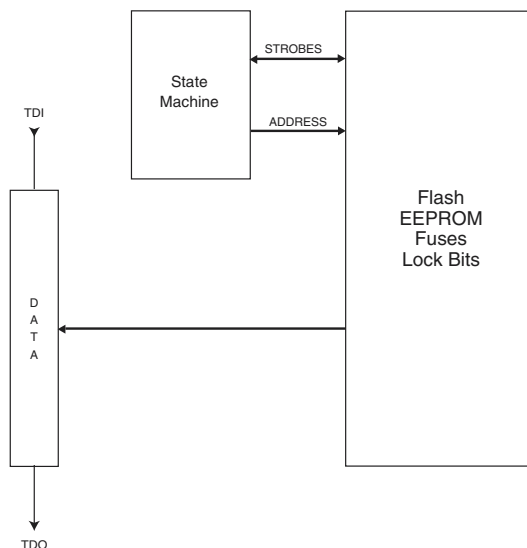 STROBES
State
Machine
TDI
ADDRESS
Flash
EEPROM
Fuses
Lock Bits
D
A
T
A
TDO